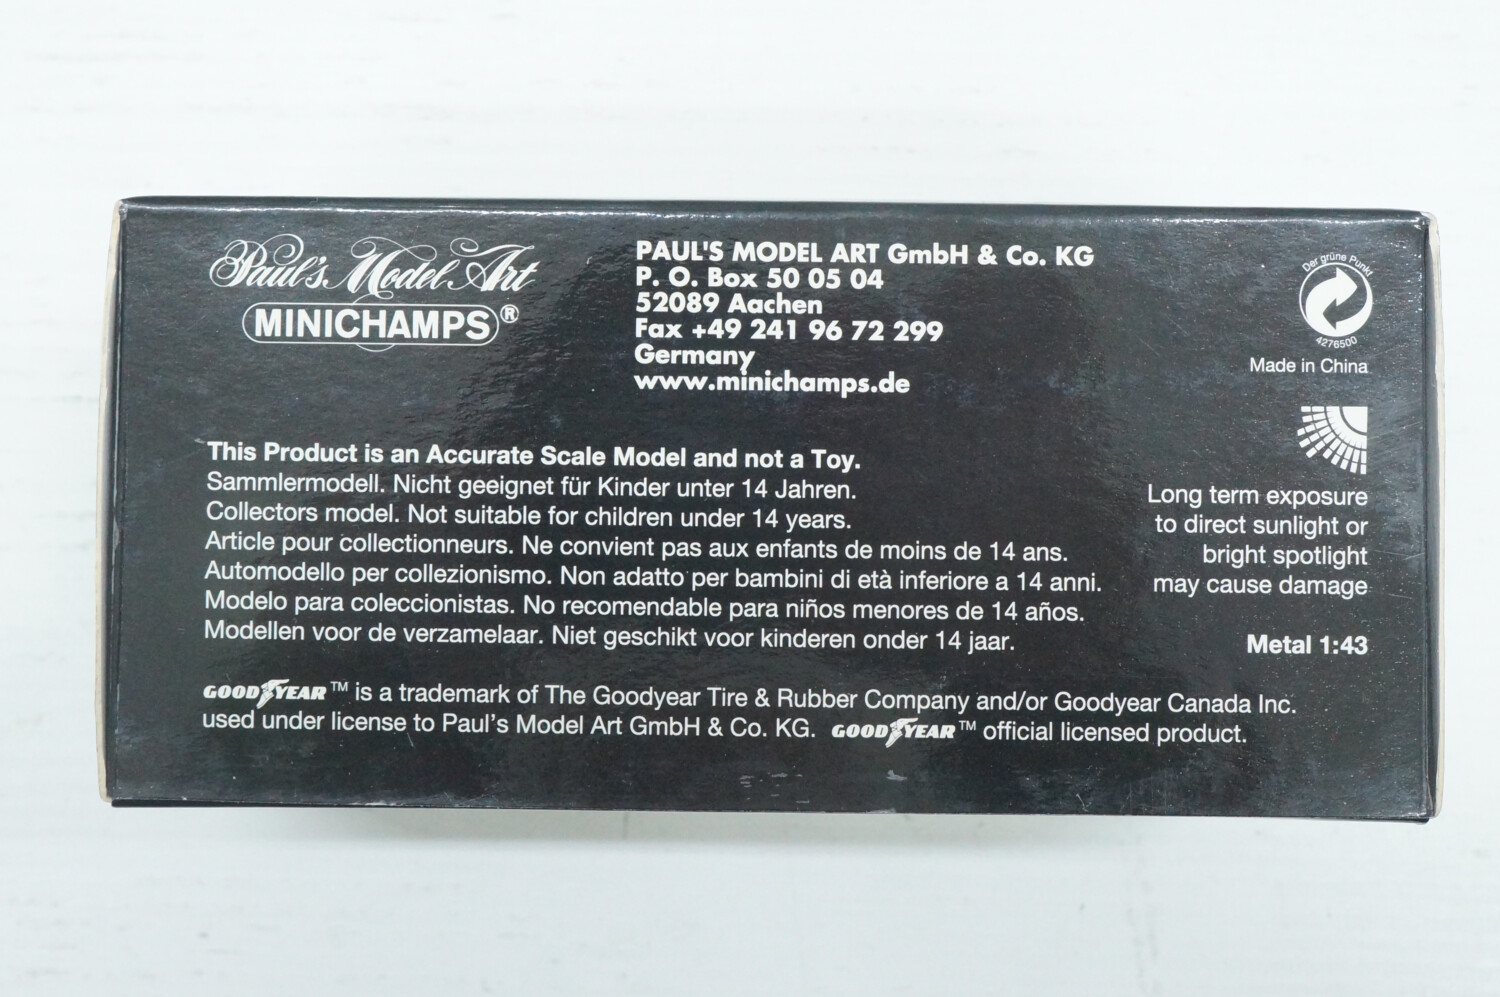 Paul's Model Art
MINICHAMPS®
PAUL'S MODEL ART GmbH & Co. KG
P. O. Box 50 05 04
52089 Aachen
Fax +49 241 96 72 299
Germany
www.minichamps.de
Der grüne Punkt
4276500
Made in China
This Product is an Accurate Scale Model and not a Toy.
Sammlermodell. Nicht geeignet für Kinder unter 14 Jahren.
Collectors model. Not suitable for children under 14 years.
Article pour collectionneurs. Ne convient pas aux enfants de moins de 14 ans.
Automodello per collezionismo. Non adatto per bambini di età inferiore a 14 anni.
Modelo para coleccionistas. No recomendable para niños menores de 14 años.
Modellen voor de verzamelaar. Niet geschikt voor kinderen onder 14 jaar.
Long term exposure
to direct sunlight or
bright spotlight
may cause damage
Metal 1:43
GOODYEAR™ is a trademark of The Goodyear Tire & Rubber Company and/or Goodyear Canada Inc.
used under license to Paul's Model Art GmbH & Co. KG. GOODYEAR™ official licensed product.